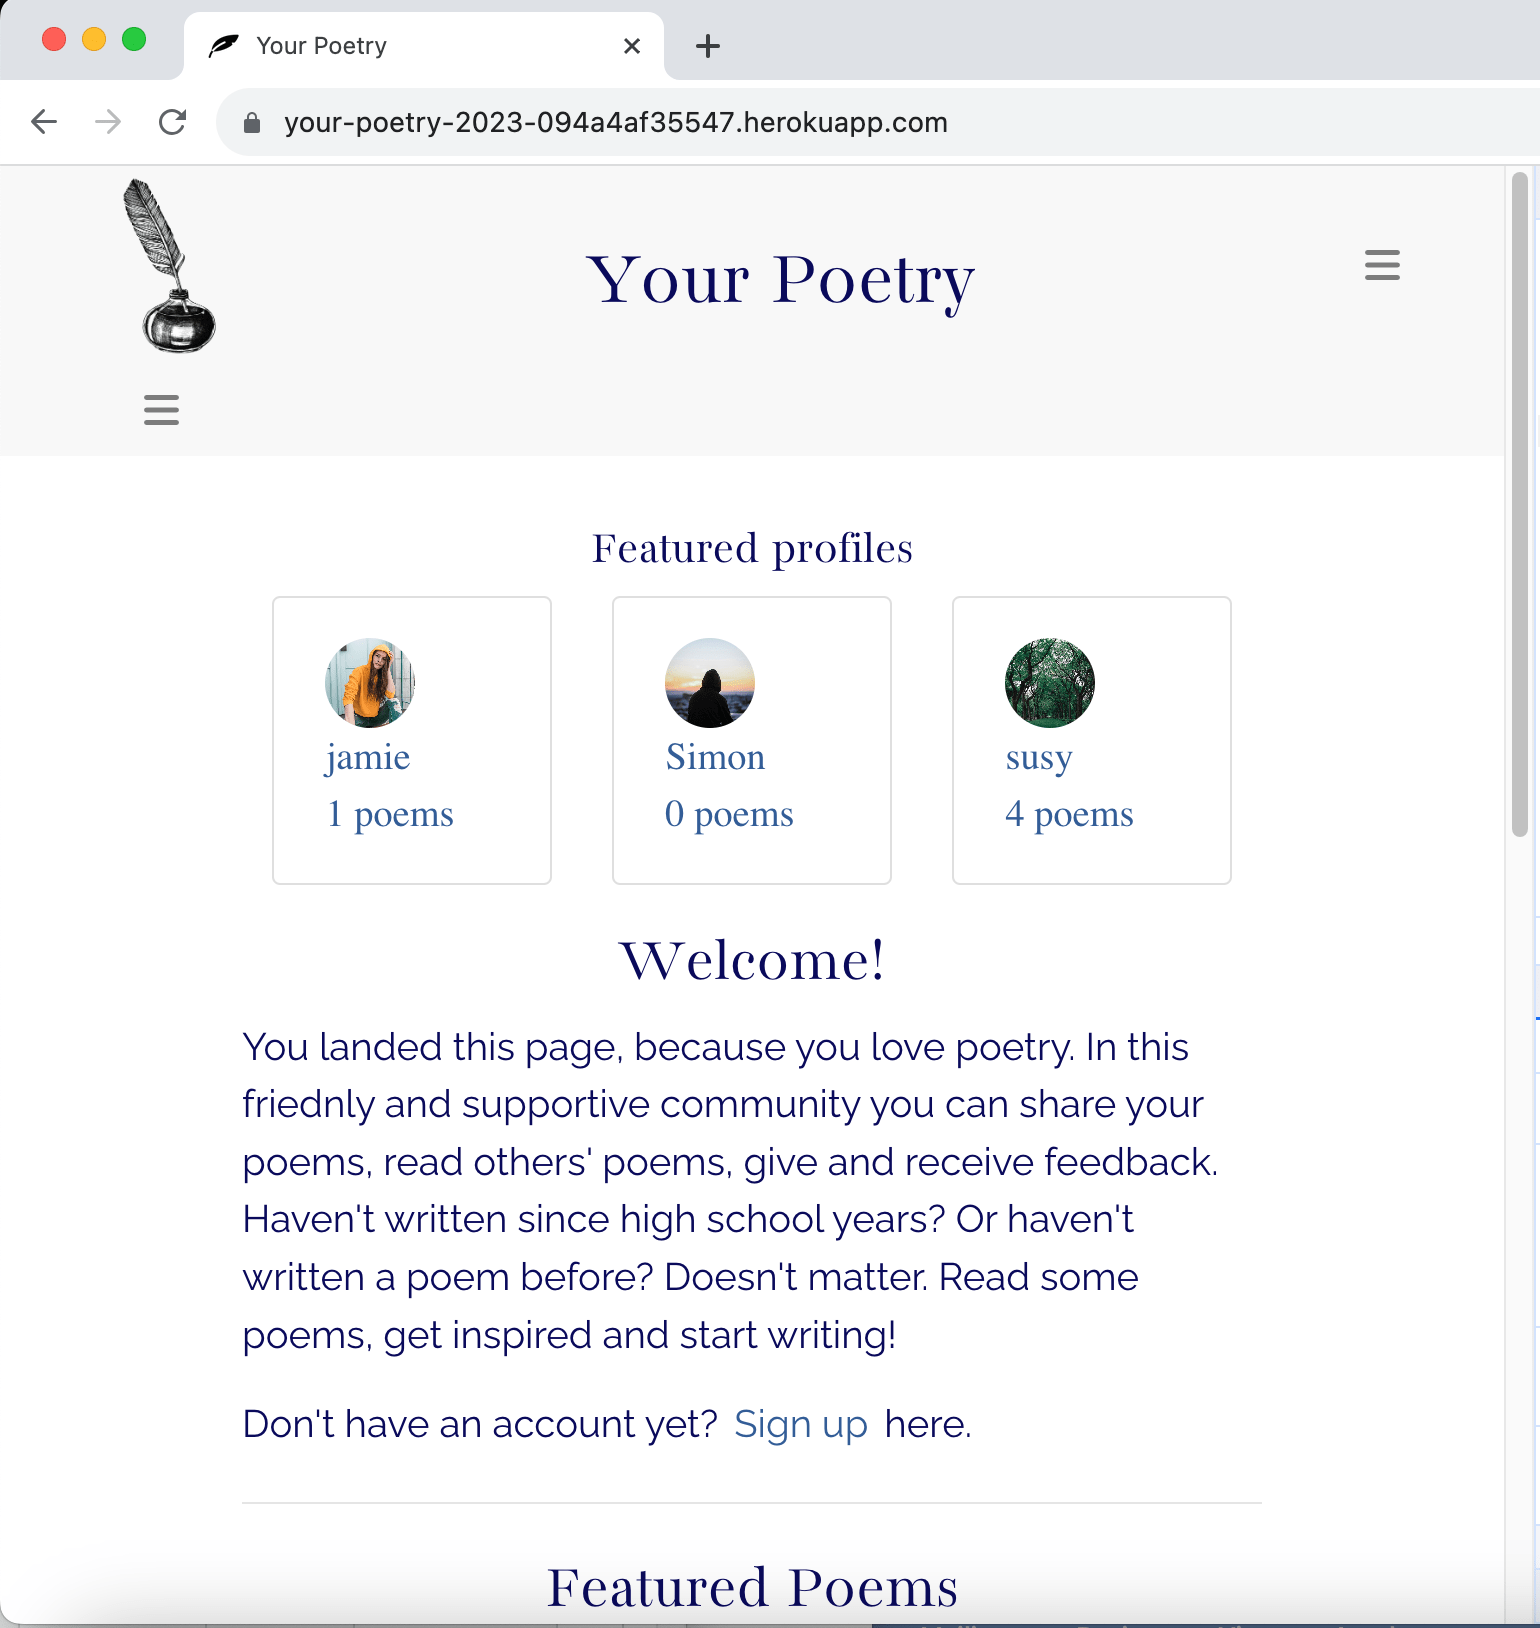 Your Poetry
your-poetry-2023-094a4af35547.herokuapp.com
Your Poetry
Featured profiles
jamie
1 poems
Simon
0 poems
susy
4 poems
Welcome!
You landed this page, because you love poetry. In this
friednly and supportive community you can share your
poems, read others' poems, give and receive feedback.
Haven't written since high school years? Or haven't
written a poem before? Doesn't matter. Read some
poems, get inspired and start writing!
Don't have an account yet? Sign up here.
Featured Poems